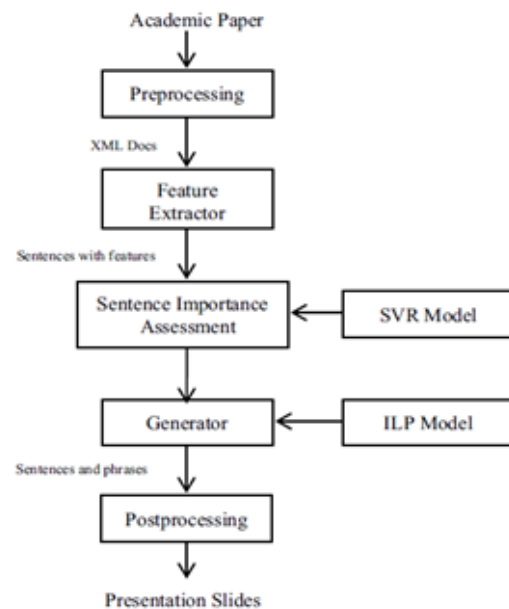 Academic Paper
Preprocessing
XML Docs
Feature
Extractor
Sentences with features
Sentence Importance
Assessment
SVR Model
Generator
ILP Model
Sentences and phrases
Postprocessing
Presentation Slides